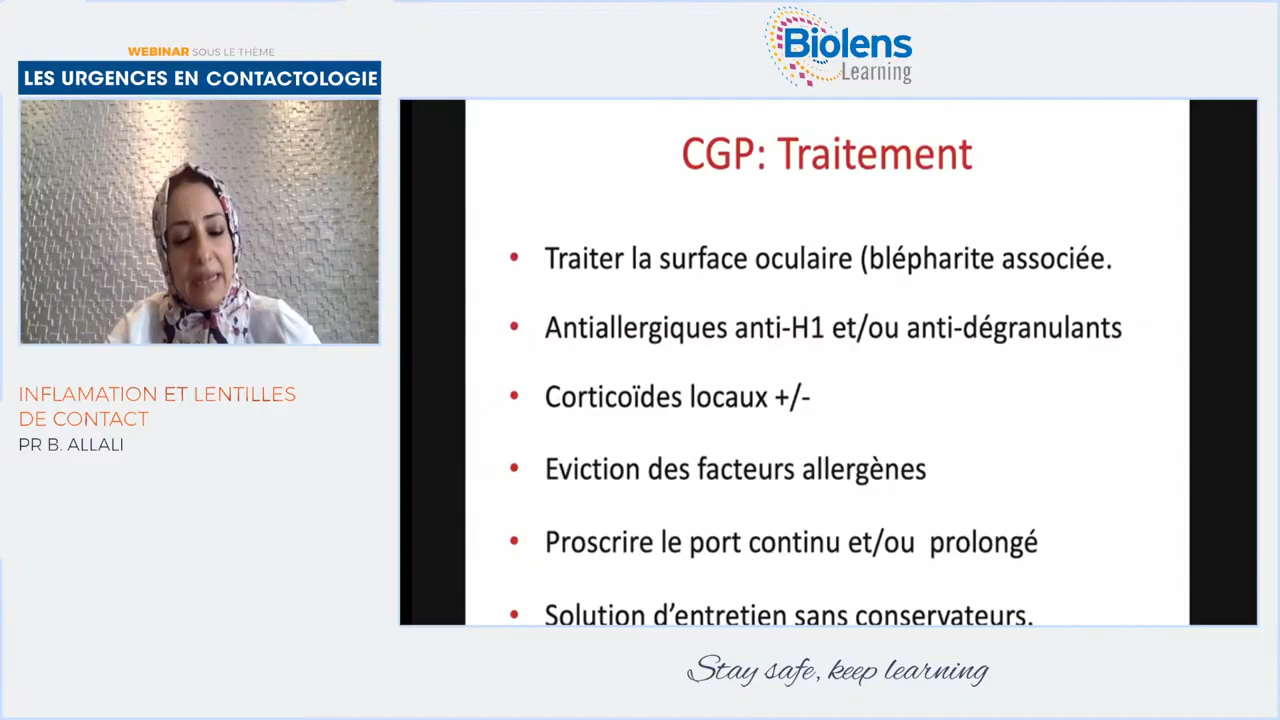 WEBINAR SOUS LE THÈME
LES URGENCES EN CONTACTOLOGIE
Biolens
Learning
INFLAMATION ET LENTILLES
DE CONTACT
PR B. ALLALI
CGP: Traitement
• Traiter la surface oculaire (blépharite associée.
• Antiallergiques anti-H1 et/ou anti-dégranulants
• Corticoïdes locaux +/-
• Eviction des facteurs allergènes
• Proscrire le port continu et/ou prolongé
• Solution d’entretien sans conservateurs.
Stay safe, keep learning